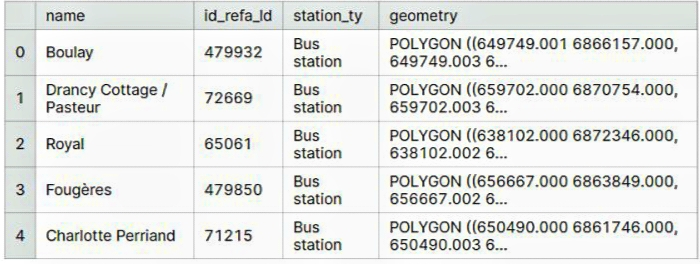 name id_refa_ld station_ty geometry
0 Boulay 479932 Bus station POLYGON ((649749.001 6866157.000, 649749.003 6...
1 Drancy Cottage / Pasteur 72669 Bus station POLYGON ((659702.000 6870754.000, 659702.003 6...
2 Royal 65061 Bus station POLYGON ((638102.000 6872346.000, 638102.002 6...
3 Fougères 479850 Bus station POLYGON ((656667.000 6863849.000, 656667.002 6...
4 Charlotte Perriand 71215 Bus station POLYGON ((650490.000 6861746.000, 650490.003 6...